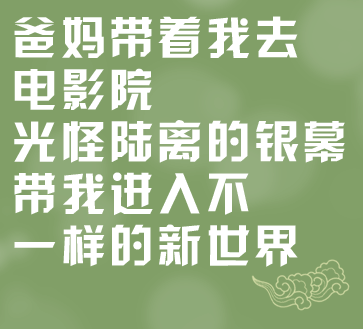 爸妈带着我去
电影院
光怪陆离的银幕
带我进入不
一样的新世界